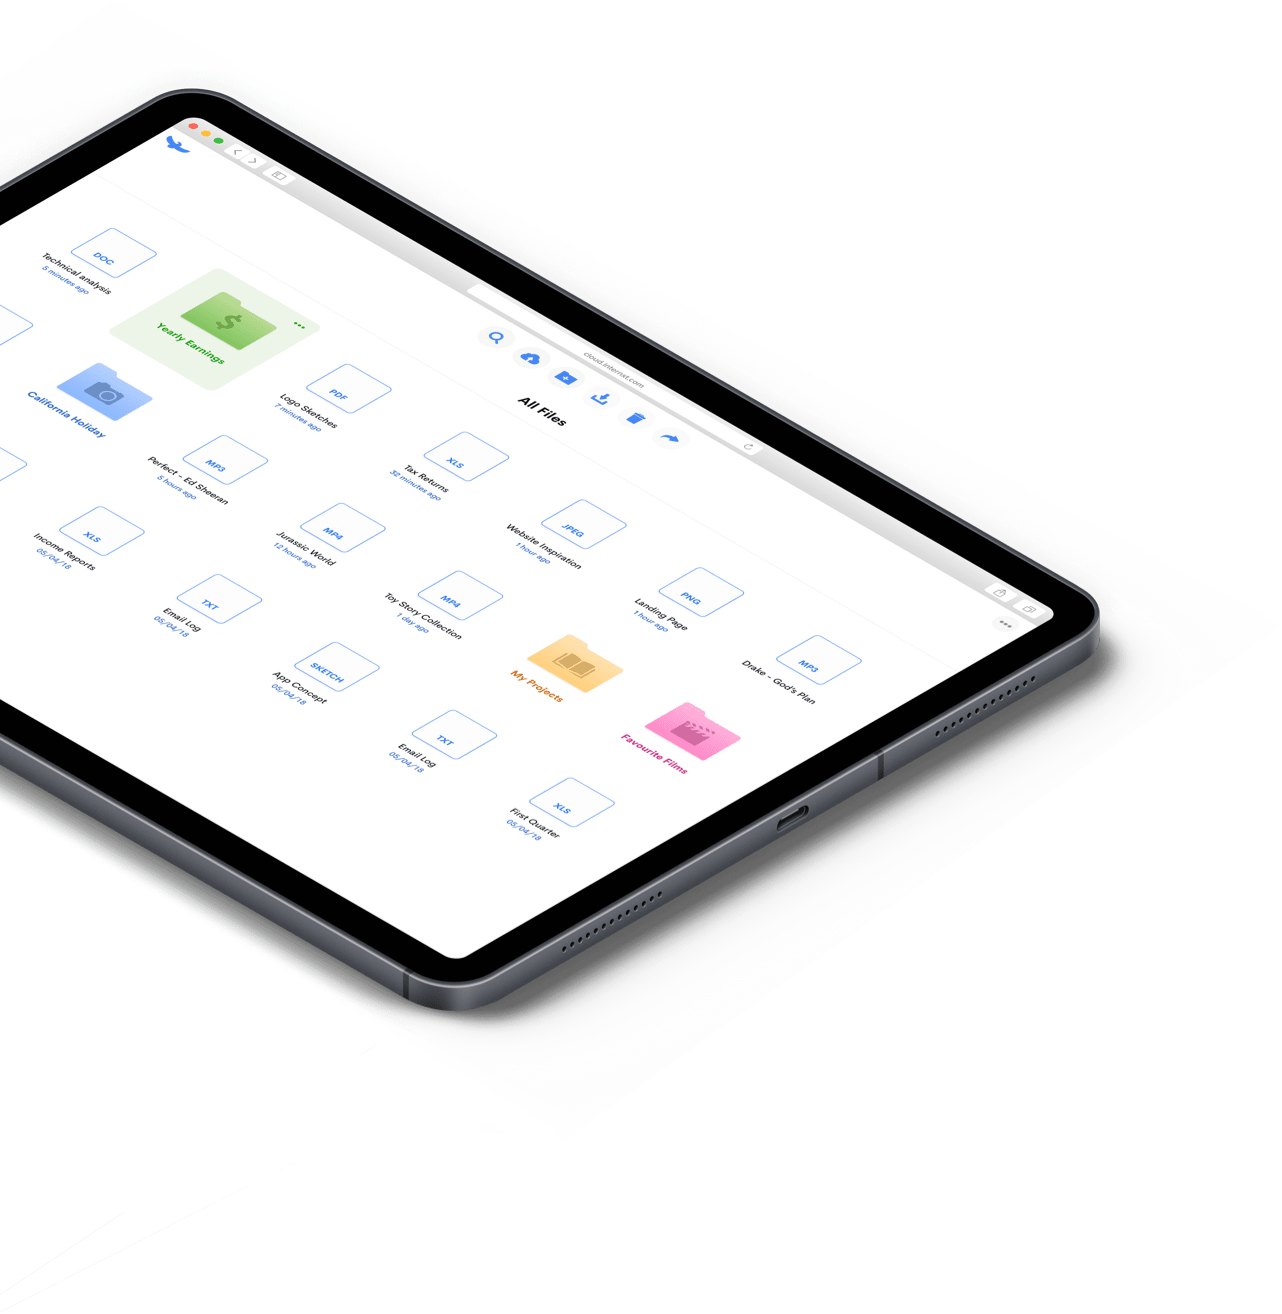 cloud.internxt.com
All Files
DOC
Technical analysis
5 minutes ago
Yearly Earnings
PDF
Logo Sketches
7 minutes ago
XLS
Tax Returns
32 minutes ago
JPEG
Website Inspiration
1 hour ago
PNG
Landing Page
1 hour ago
MP3
Drake - God's Plan
California Holiday
MP3
Perfect - Ed Sheeran
5 hours ago
MP4
Jurassic World
12 hours ago
MP4
Toy Story Collection
1 day ago
My Projects
Favourite Films
XLS
Income Reports
05/04/18
TXT
Email Log
05/04/18
SKETCH
App Concept
05/04/18
TXT
Email Log
05/04/18
XLS
First Quarter
05/04/18